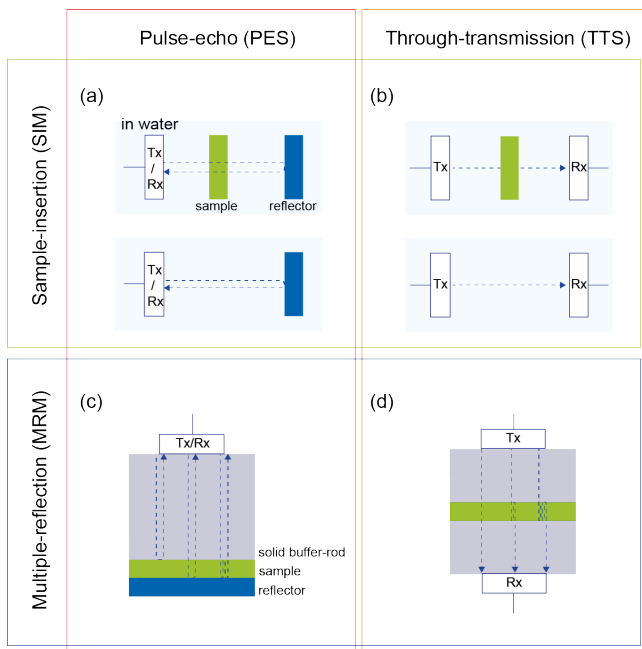 Pulse-echo (PES)
Through-transmission (TTS)
Sample-insertion (SIM)
(a)
in water
Tx
/
Rx
sample
reflector
Tx
/
Rx
(b)
Tx
Rx
Tx
Rx
Multiple-reflection (MRM)
(c)
Tx/Rx
solid buffer-rod
sample
reflector
(d)
Tx
Rx